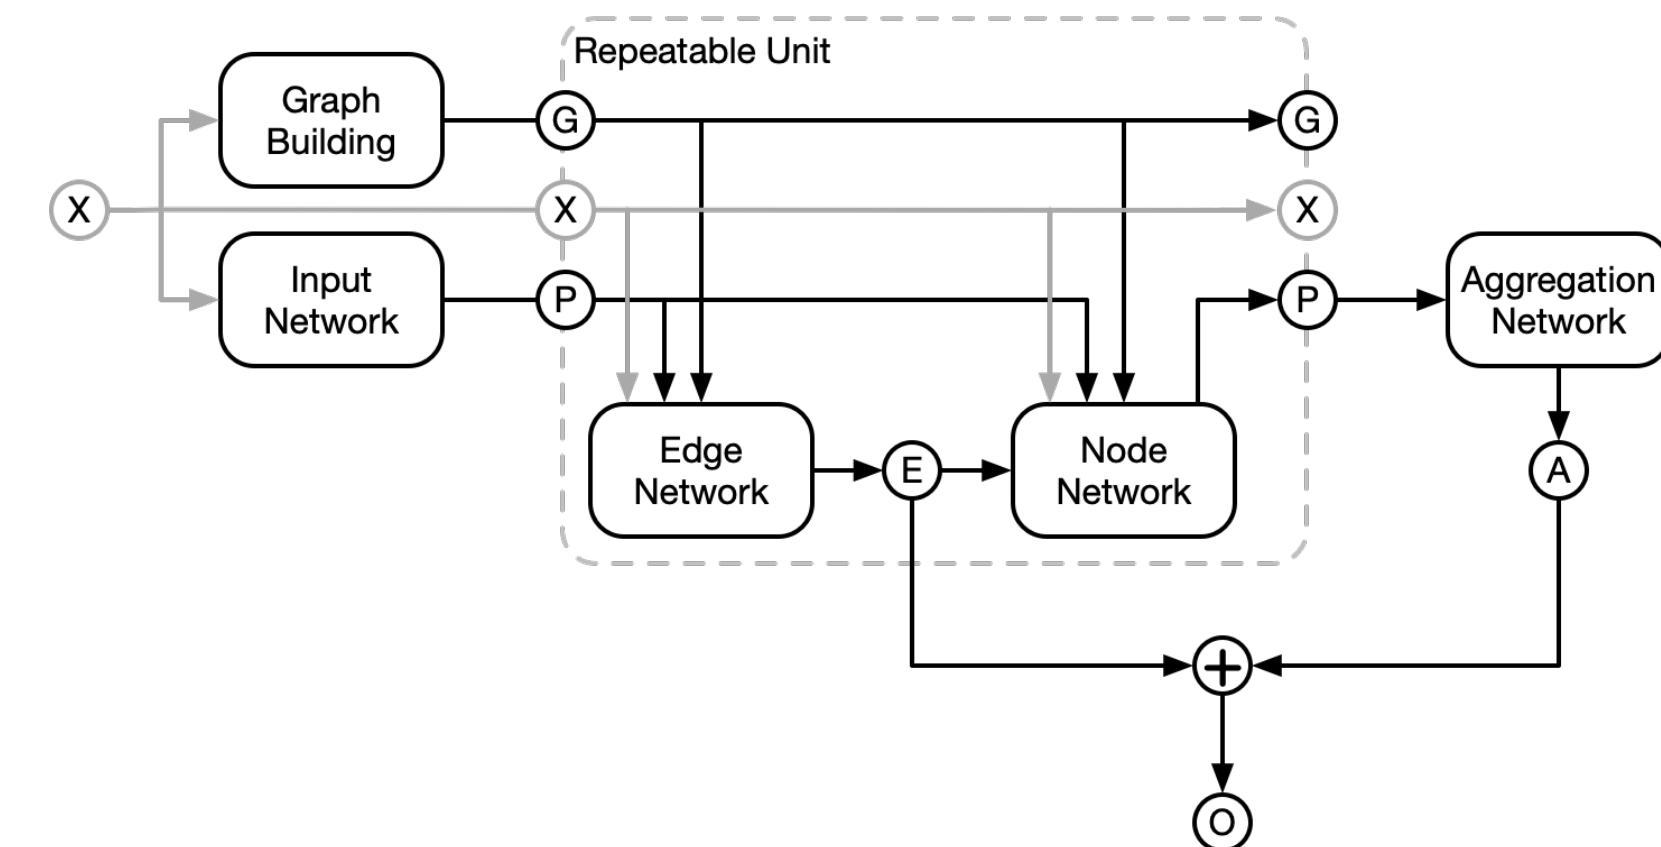 Repeatable Unit
Graph
Building
G
G
X
X
X
Input
Network
P
P
Aggregation
Network
Edge
Network
E
Node
Network
A
+
O